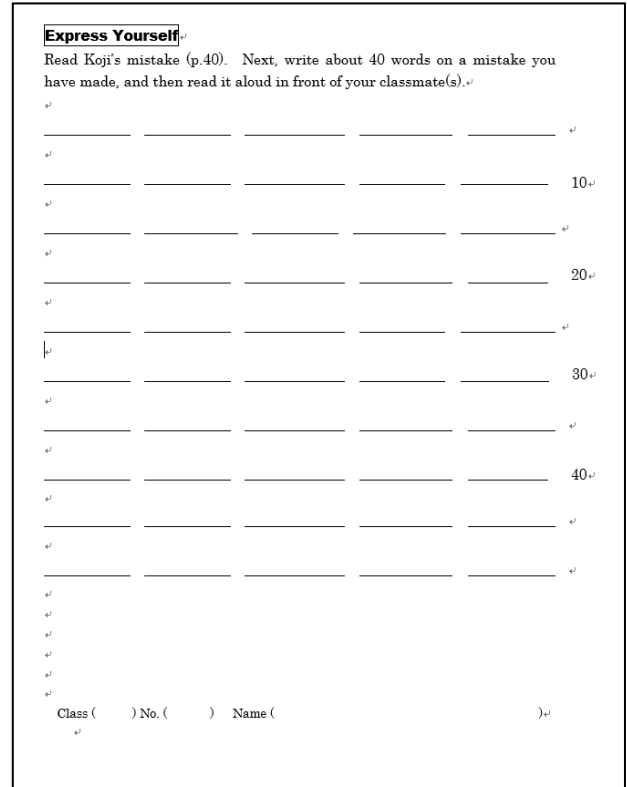 Express Yourself
Read Koji's mistake (p.40). Next, write about 40 words on a mistake you
have made, and then read it aloud in front of your classmate(s).
10
20
30
40
Class (      ) No. (      ) Name (                    )